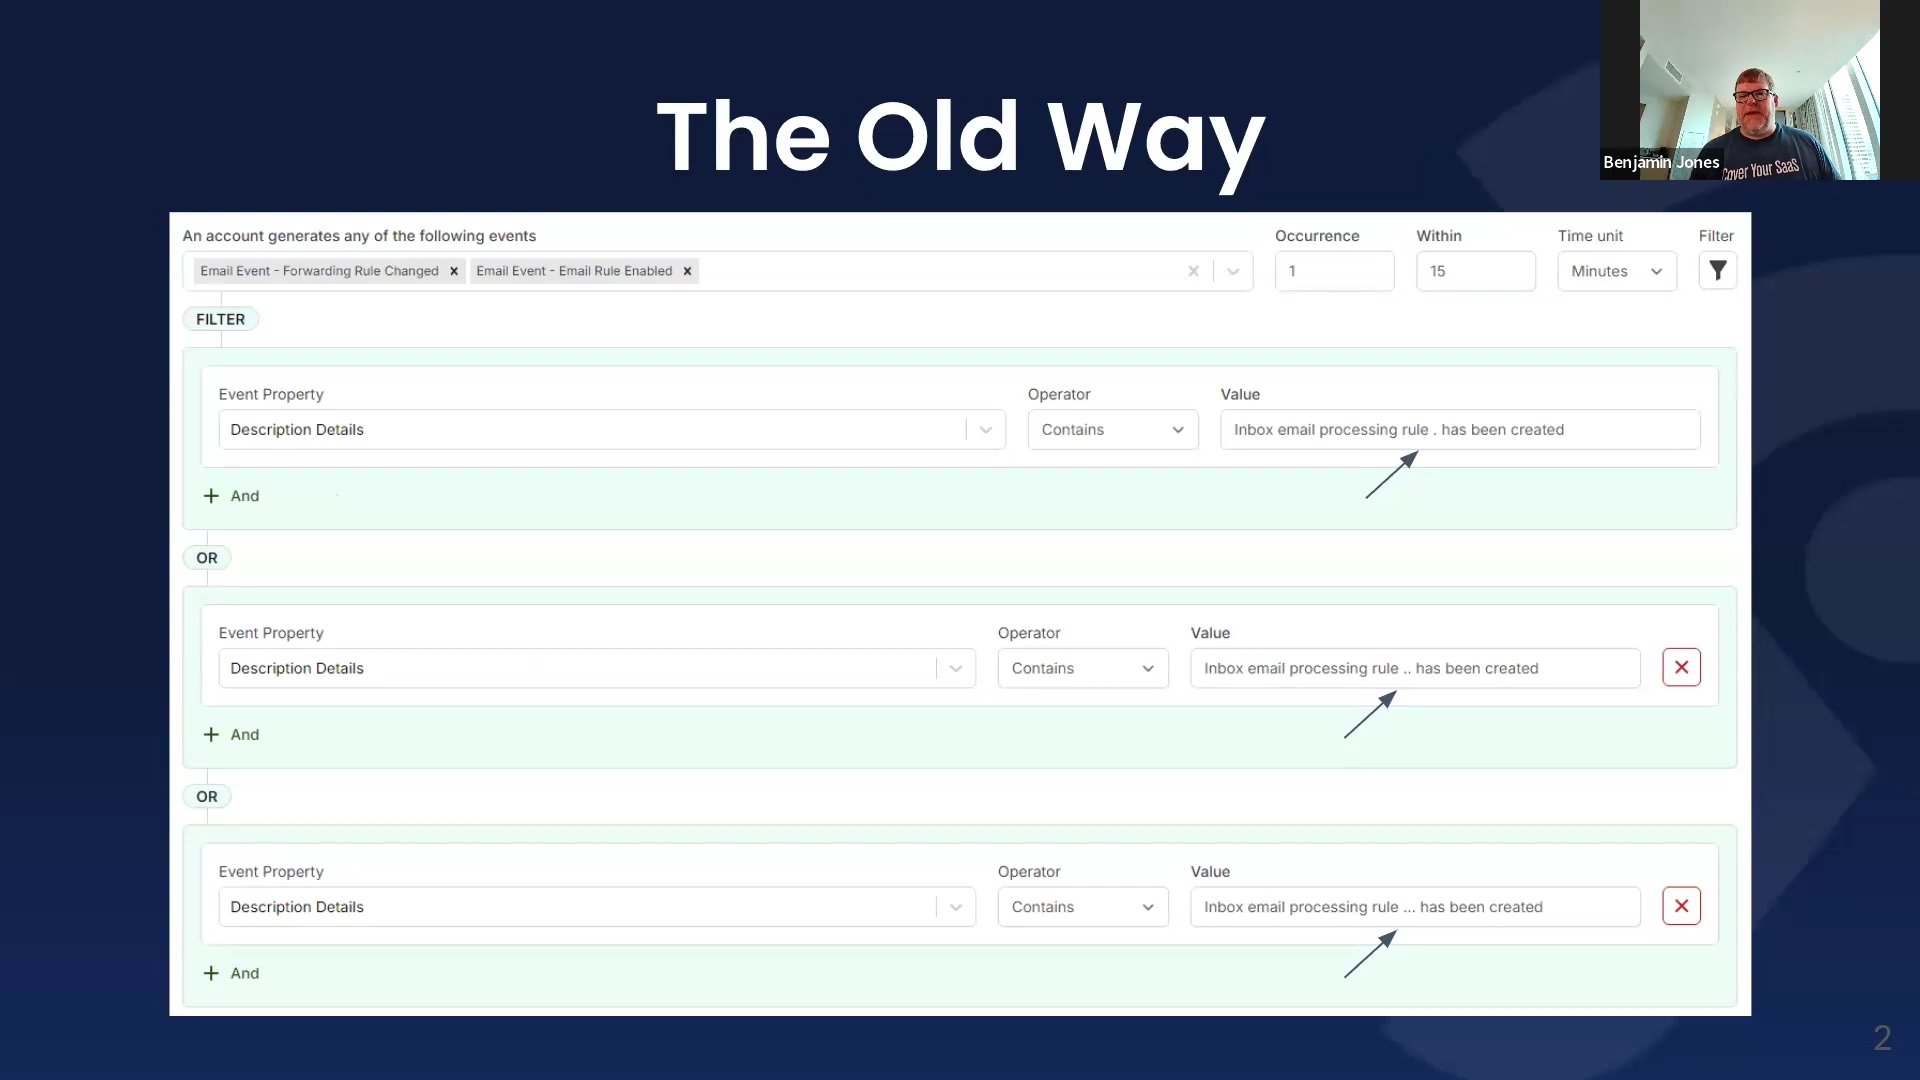 The Old Way
Benjamin Jones
Cover Your SaaS
An account generates any of the following events
Occurrence
Within
Time unit
Filter
Email Event - Forwarding Rule Changed
Email Event - Email Rule Enabled
1
15
Minutes
FILTER
Event Property
Operator
Value
Description Details
Contains
Inbox email processing rule . has been created
+ And
OR
Event Property
Operator
Value
Description Details
Contains
Inbox email processing rule .. has been created
+ And
OR
Event Property
Operator
Value
Description Details
Contains
Inbox email processing rule ... has been created
+ And
2